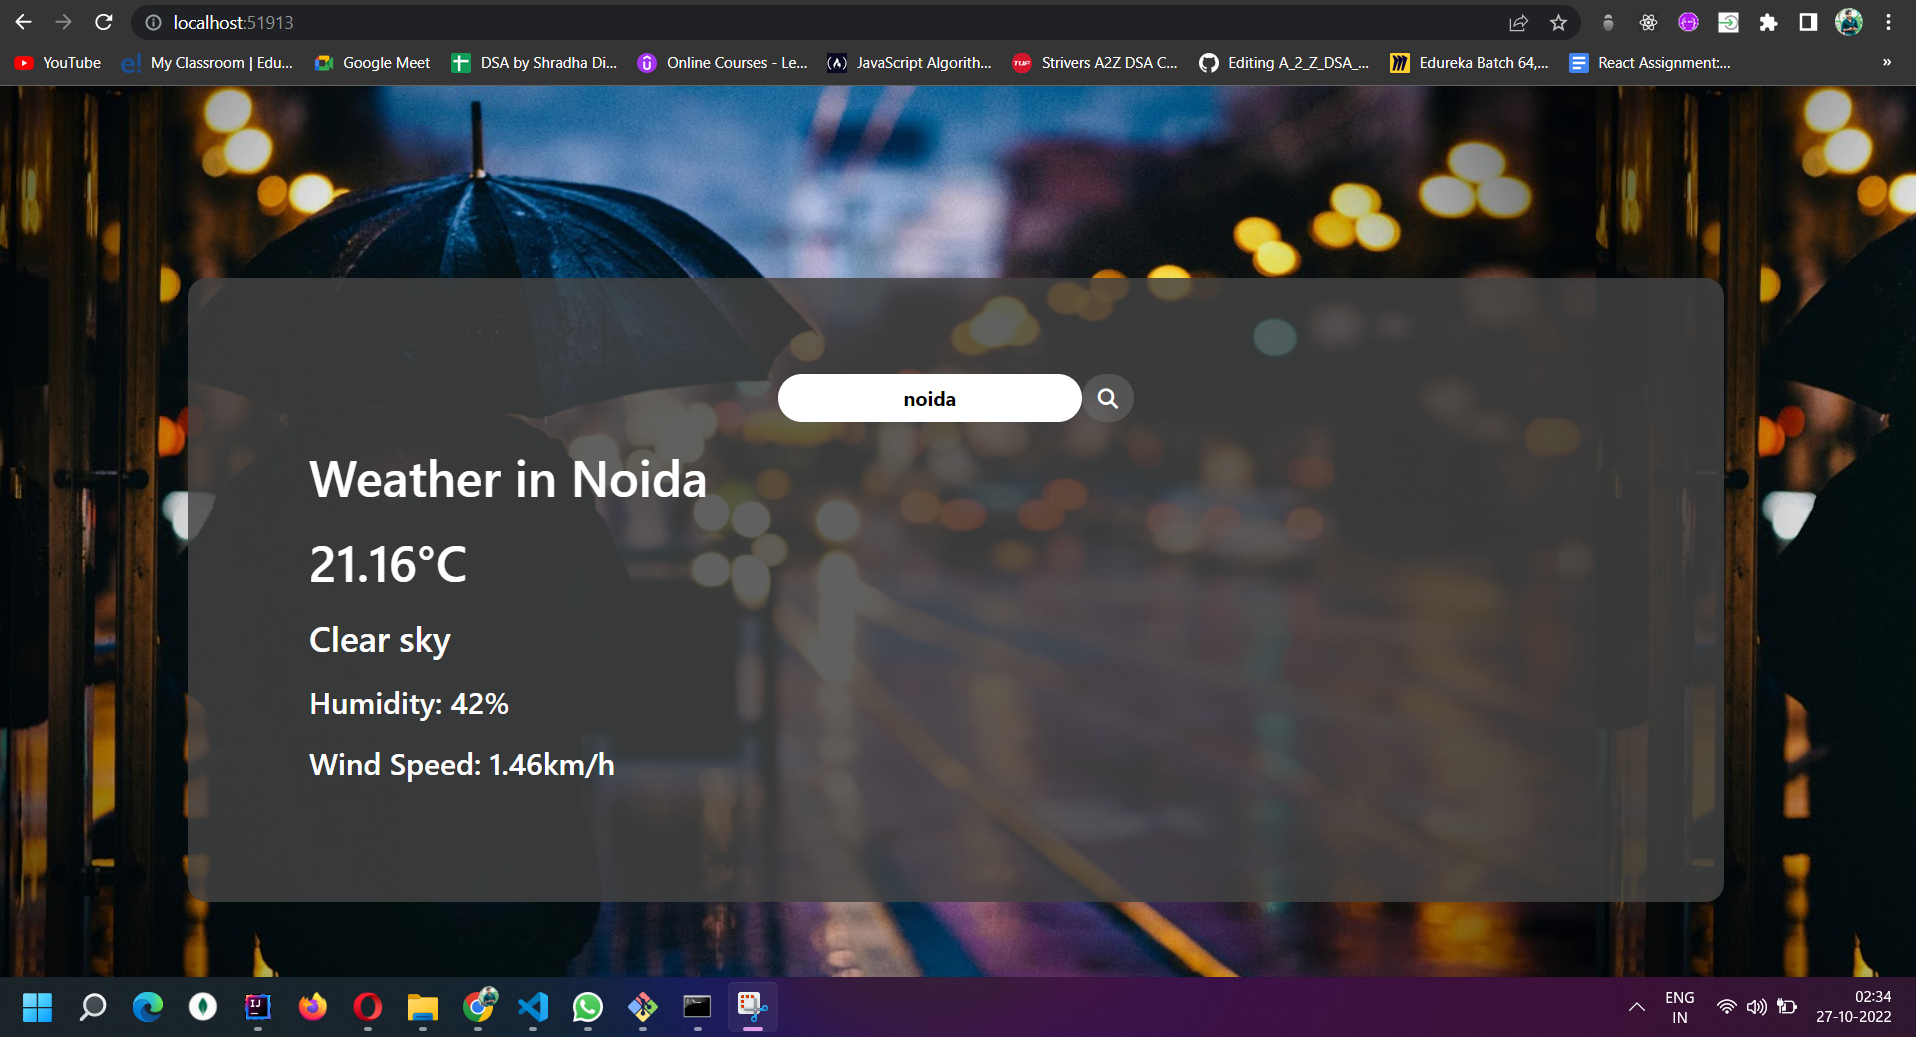 localhost:51913
YouTube
My Classroom | Edu...
Google Meet
DSA by Shradha Di...
Online Courses - Le...
JavaScript Algorith...
TUF
Strivers A2Z DSA C...
Editing A_2_Z_DSA_...
Edureka Batch 64,...
React Assignment:...
»
noida
Weather in Noida
21.16°C
Clear sky
Humidity: 42%
Wind Speed: 1.46km/h
IJ
ENG
IN
02:34
27-10-2022